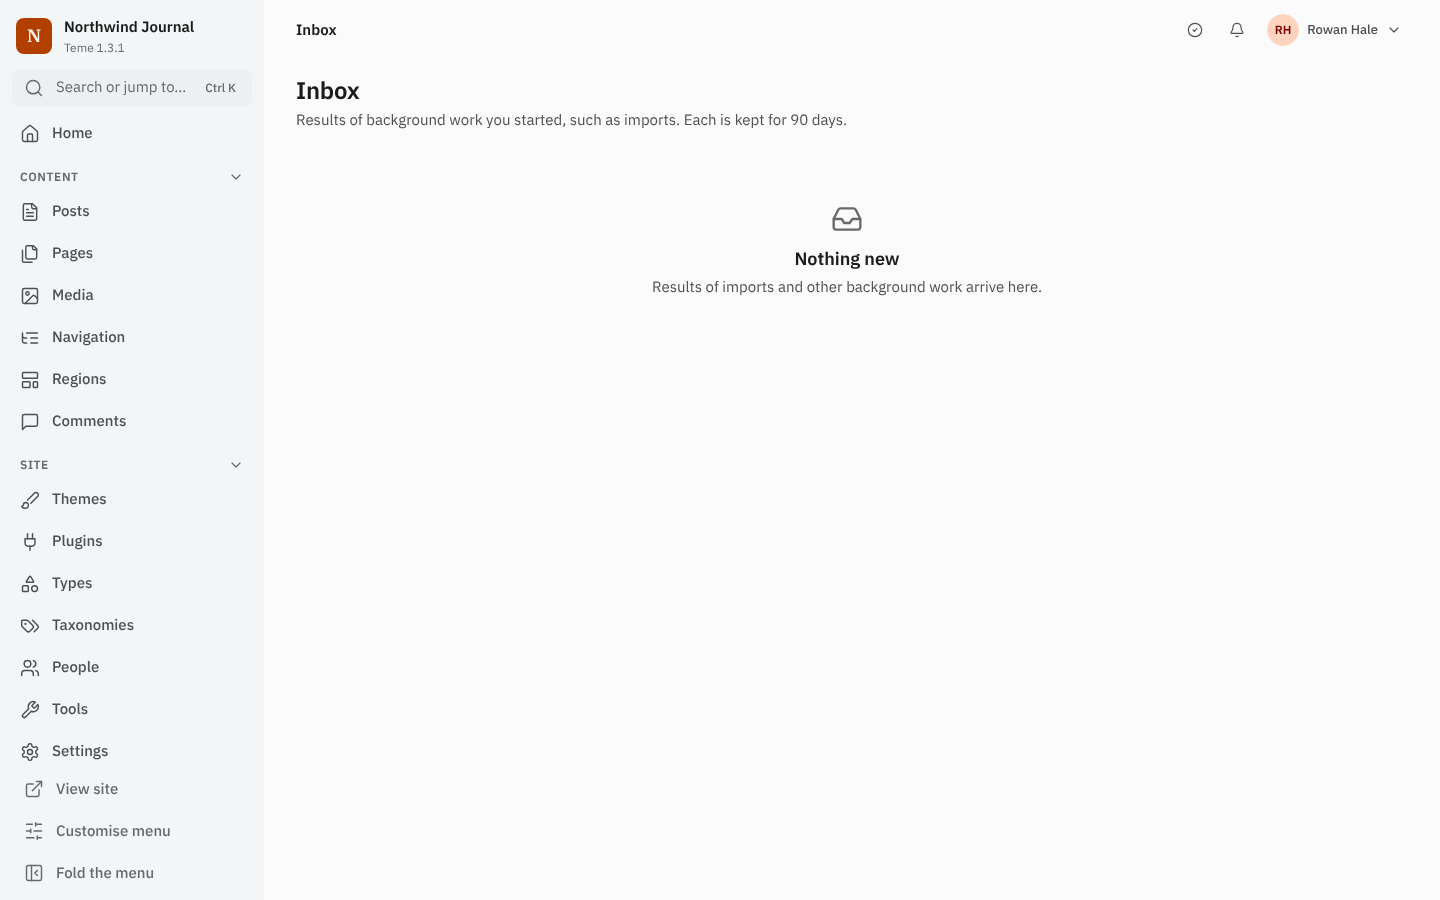 N
Northwind Journal
Teme 1.3.1
Search or jump to...
Ctrl K
Home
CONTENT
Posts
Pages
Media
Navigation
Regions
Comments
SITE
Themes
Plugins
Types
Taxonomies
People
Tools
Settings
View site
Customise menu
Fold the menu
Inbox
RH
Rowan Hale
Inbox
Results of background work you started, such as imports. Each is kept for 90 days.
Nothing new
Results of imports and other background work arrive here.